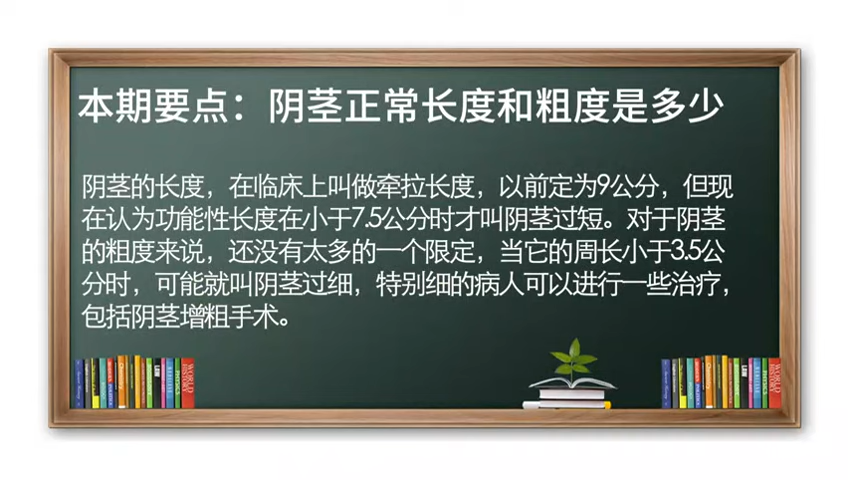 本期要点：阴茎正常长度和粗度是多少
阴茎的长度，在临床上叫做牵拉长度，以前定为9公分，但现
在认为功能性长度在小于7.5公分时才叫阴茎过短。对于阴茎
的粗度来说，还没有太多的一个限定，当它的周长小于3.5公
分时，可能就叫阴茎过细，特别细的病人可以进行一些治疗，
包括阴茎增粗手术。
WORLD HISTORY
WORLD HISTORY